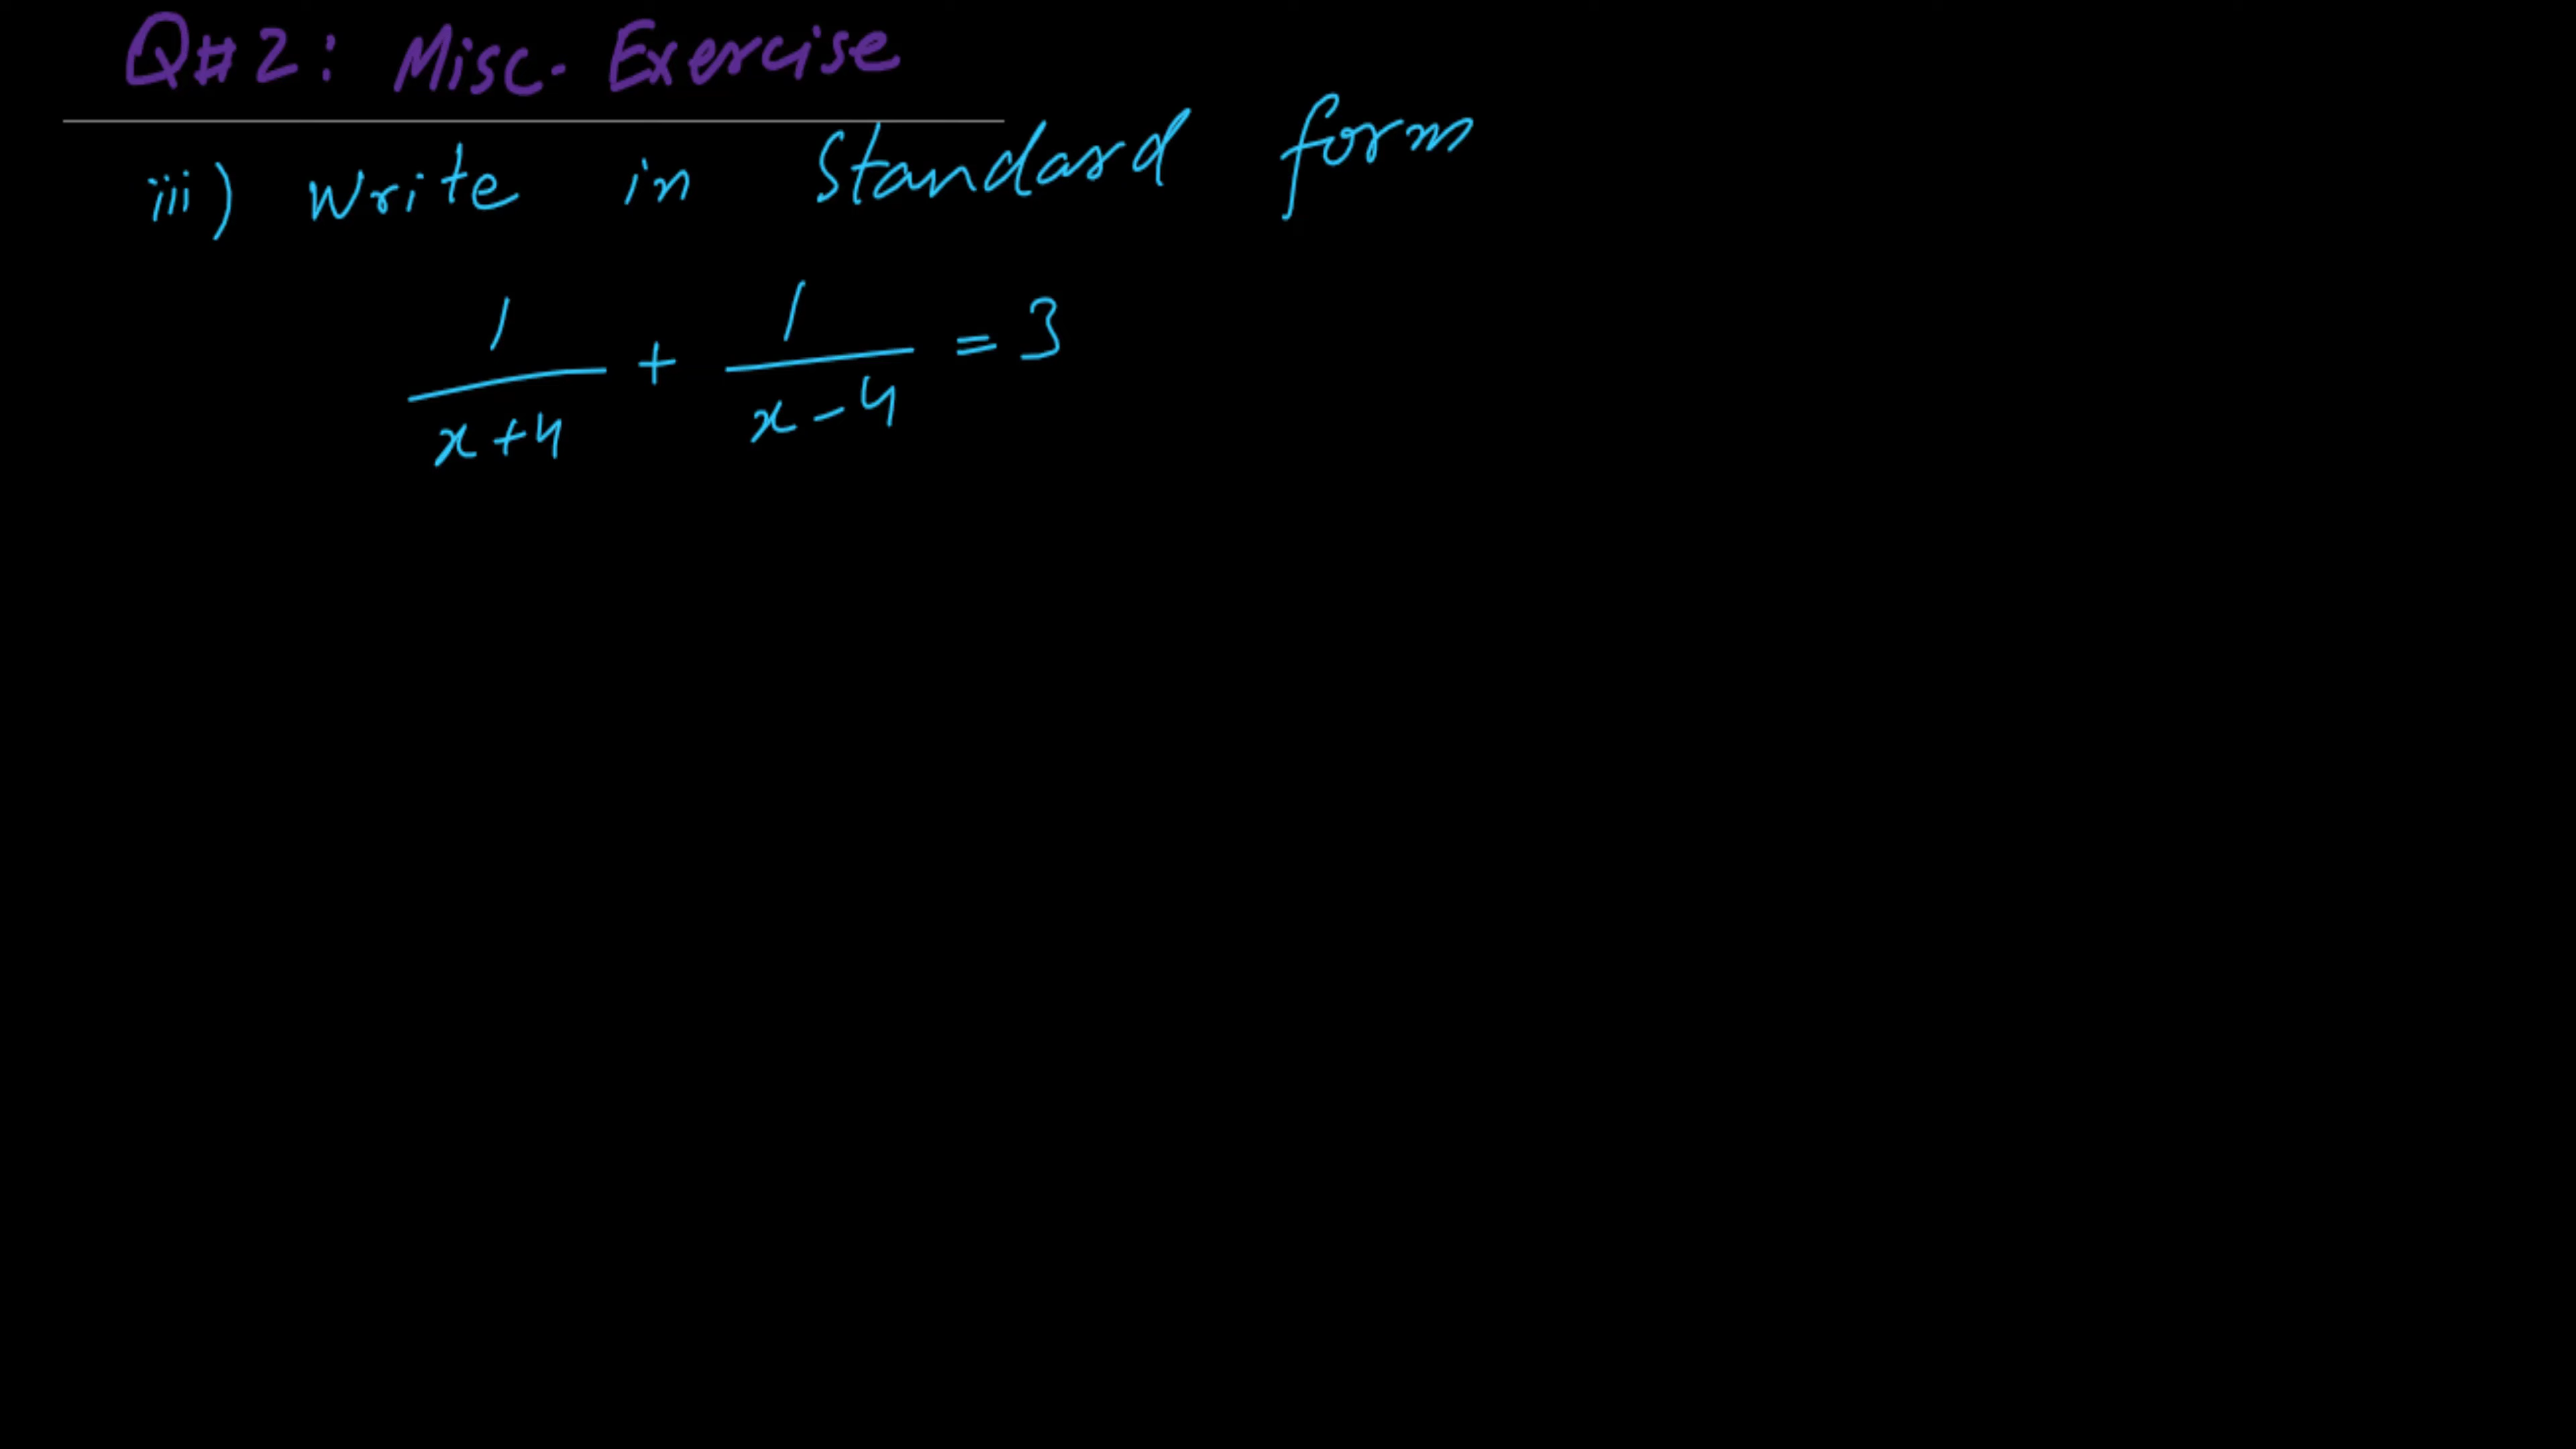 Q#2: Misc. Exercise
iii) Write in Standard form
1/(x+4) + 1/(x-4) = 3